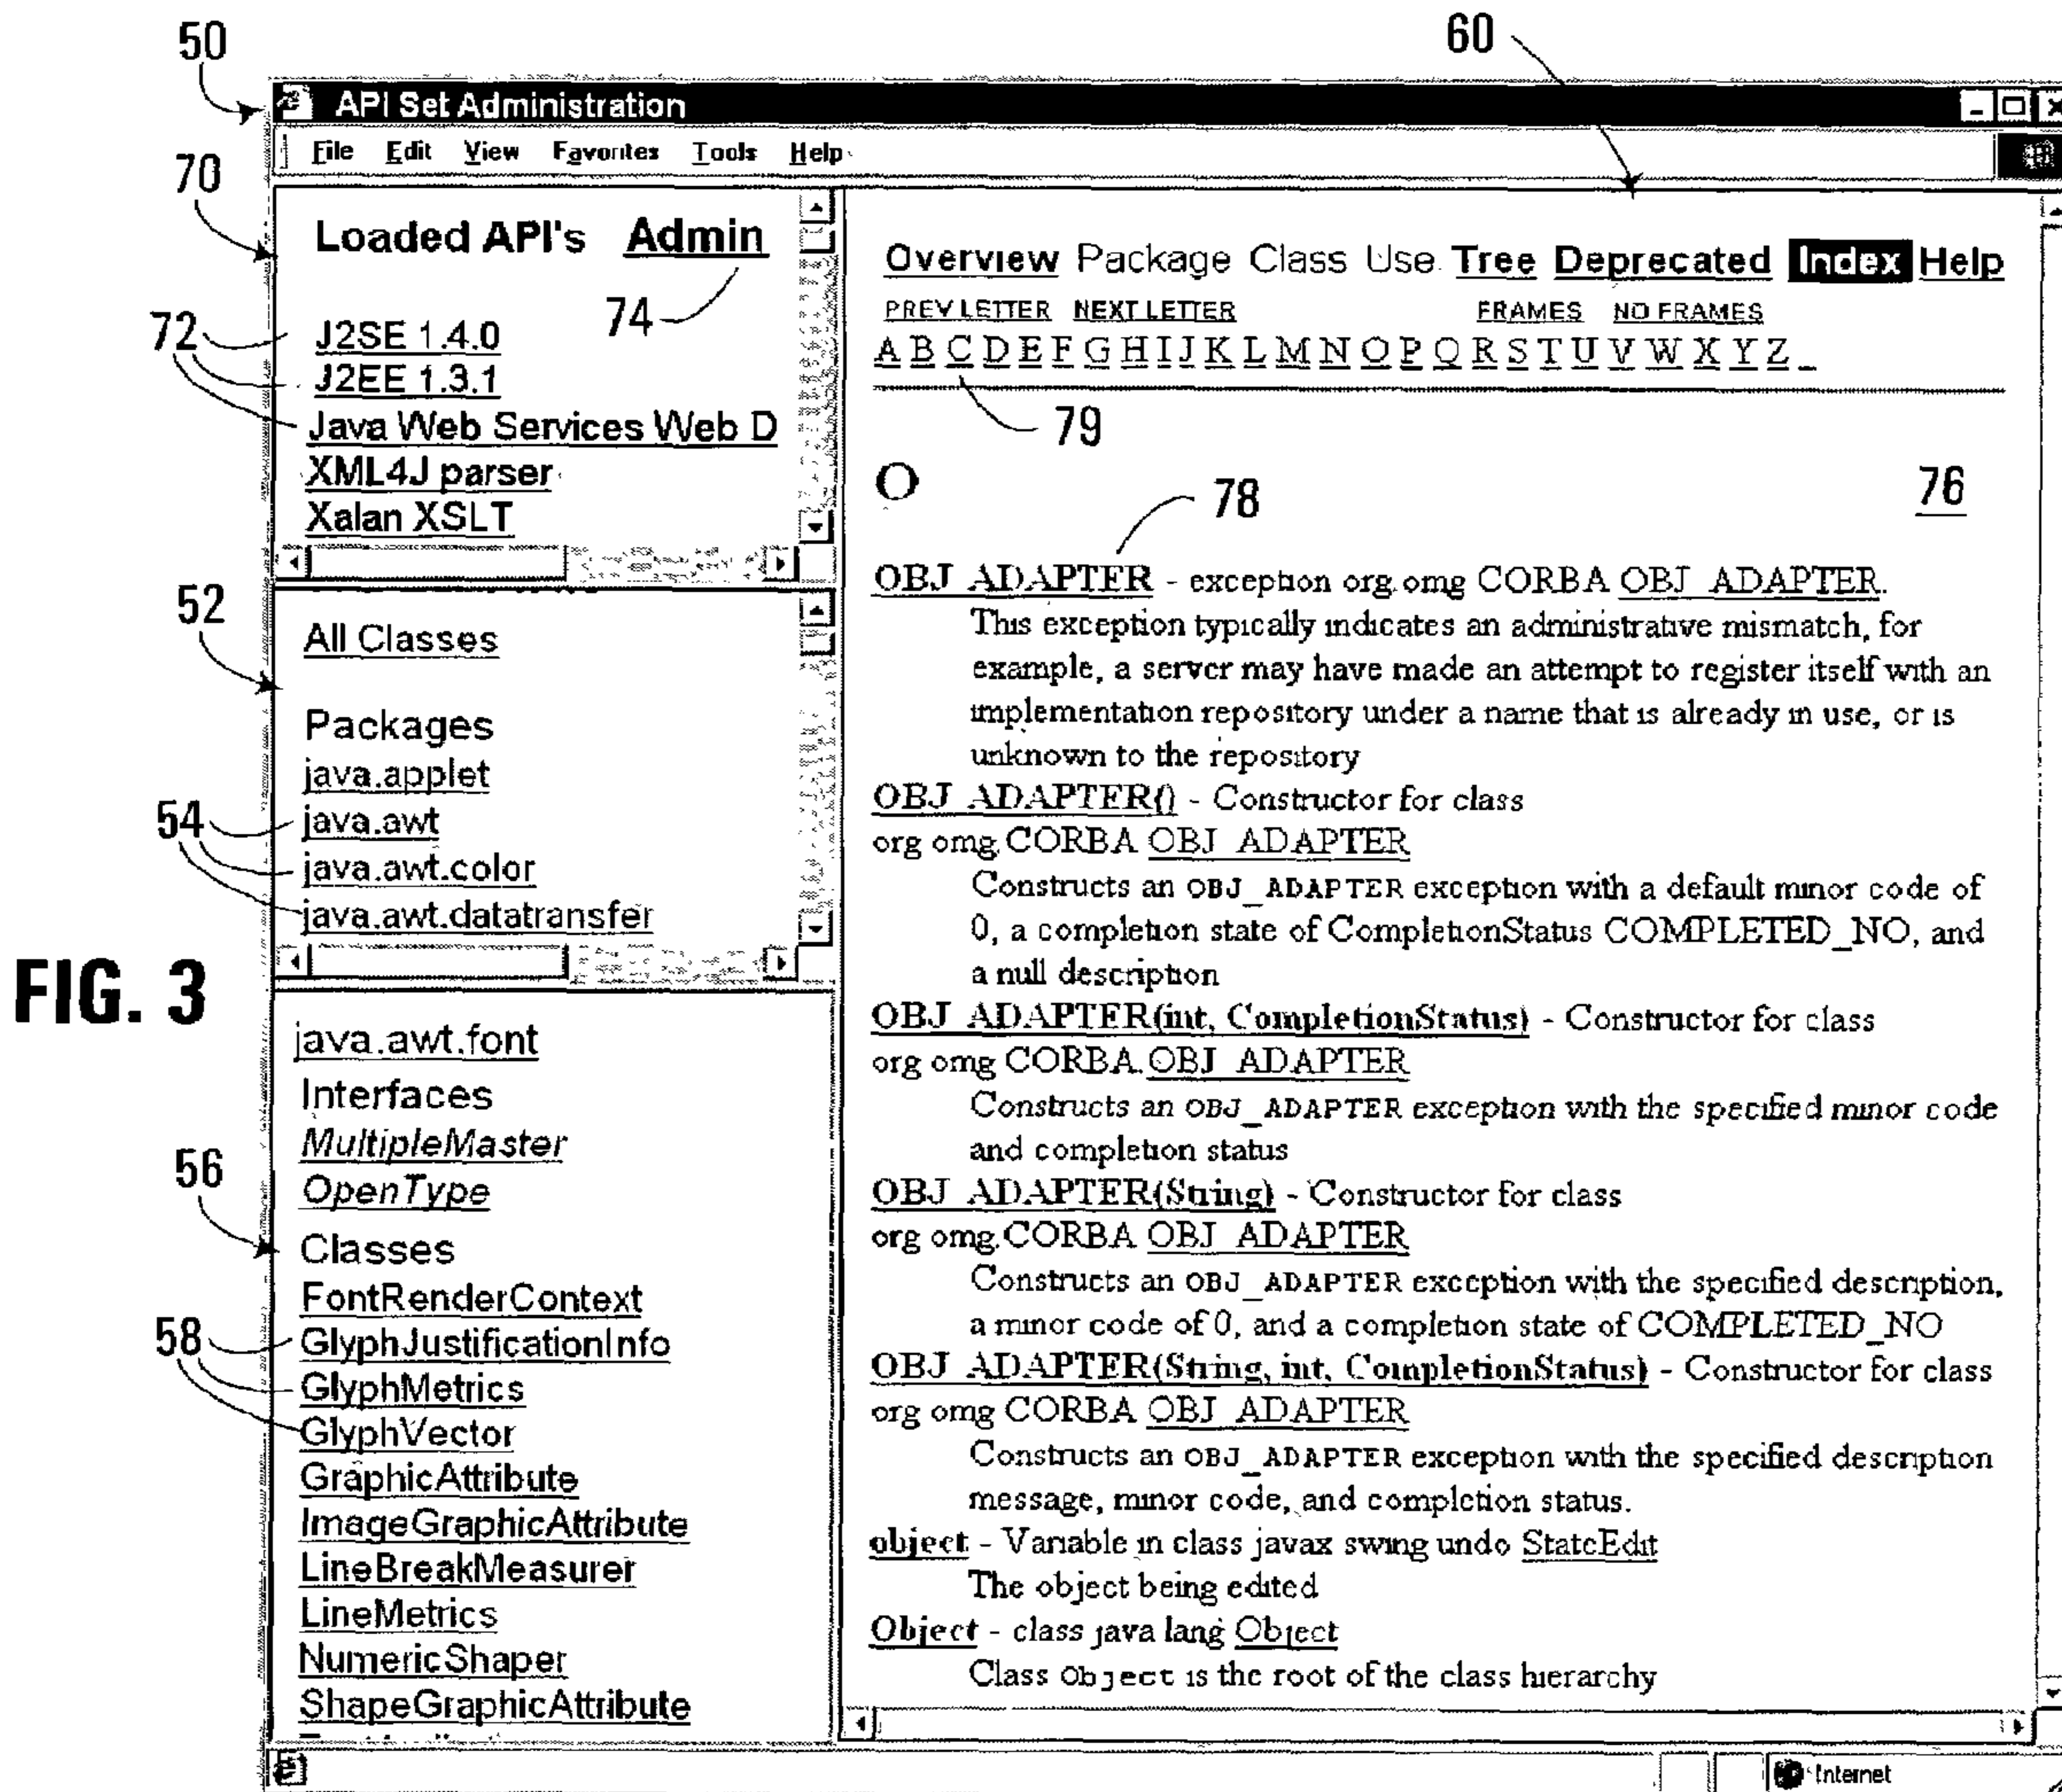 50
60
API Set Administration
File Edit View Favorites Tools Help
70
Loaded API's Admin
74
72
J2SE 1.4.0
J2EE 1.3.1
Java Web Services Web D
XML4J parser
Xalan XSLT
52
All Classes
Packages
java.applet
54
java.awt
java.awt.color
java.awt.datatransfer
FIG. 3
java.awt.font
Interfaces
MultipleMaster
OpenType
56
Classes
FontRenderContext
58
GlyphJustificationInfo
GlyphMetrics
GlyphVector
GraphicAttribute
ImageGraphicAttribute
LineBreakMeasurer
LineMetrics
NumericShaper
ShapeGraphicAttribute
Overview Package Class Use Tree Deprecated Index Help
PREV LETTER NEXT LETTER FRAMES NO FRAMES
A B C D E F G H I J K L M N O P Q R S T U V W X Y Z _
79
O
78
76
OBJ_ADAPTER - exception org.omg CORBA OBJ_ADAPTER.
This exception typically indicates an administrative mismatch, for
example, a server may have made an attempt to register itself with an
implementation repository under a name that is already in use, or is
unknown to the repository
OBJ_ADAPTER() - Constructor for class
org omg.CORBA OBJ_ADAPTER
Constructs an OBJ_ADAPTER exception with a default minor code of
0, a completion state of CompletionStatus COMPLETED_NO, and
a null description
OBJ_ADAPTER(int, CompletionStatus) - Constructor for class
org omg CORBA.OBJ_ADAPTER
Constructs an OBJ_ADAPTER exception with the specified minor code
and completion status
OBJ_ADAPTER(String) - Constructor for class
org omg.CORBA OBJ_ADAPTER
Constructs an OBJ_ADAPTER exception with the specified description,
a minor code of 0, and a completion state of COMPLETED_NO
OBJ_ADAPTER(String, int, CompletionStatus) - Constructor for class
org omg CORBA OBJ_ADAPTER
Constructs an OBJ_ADAPTER exception with the specified description
message, minor code, and completion status.
object - Variable in class javax swing undo StateEdit
The object being edited
Object - class java lang Object
Class Object is the root of the class hierarchy
Internet